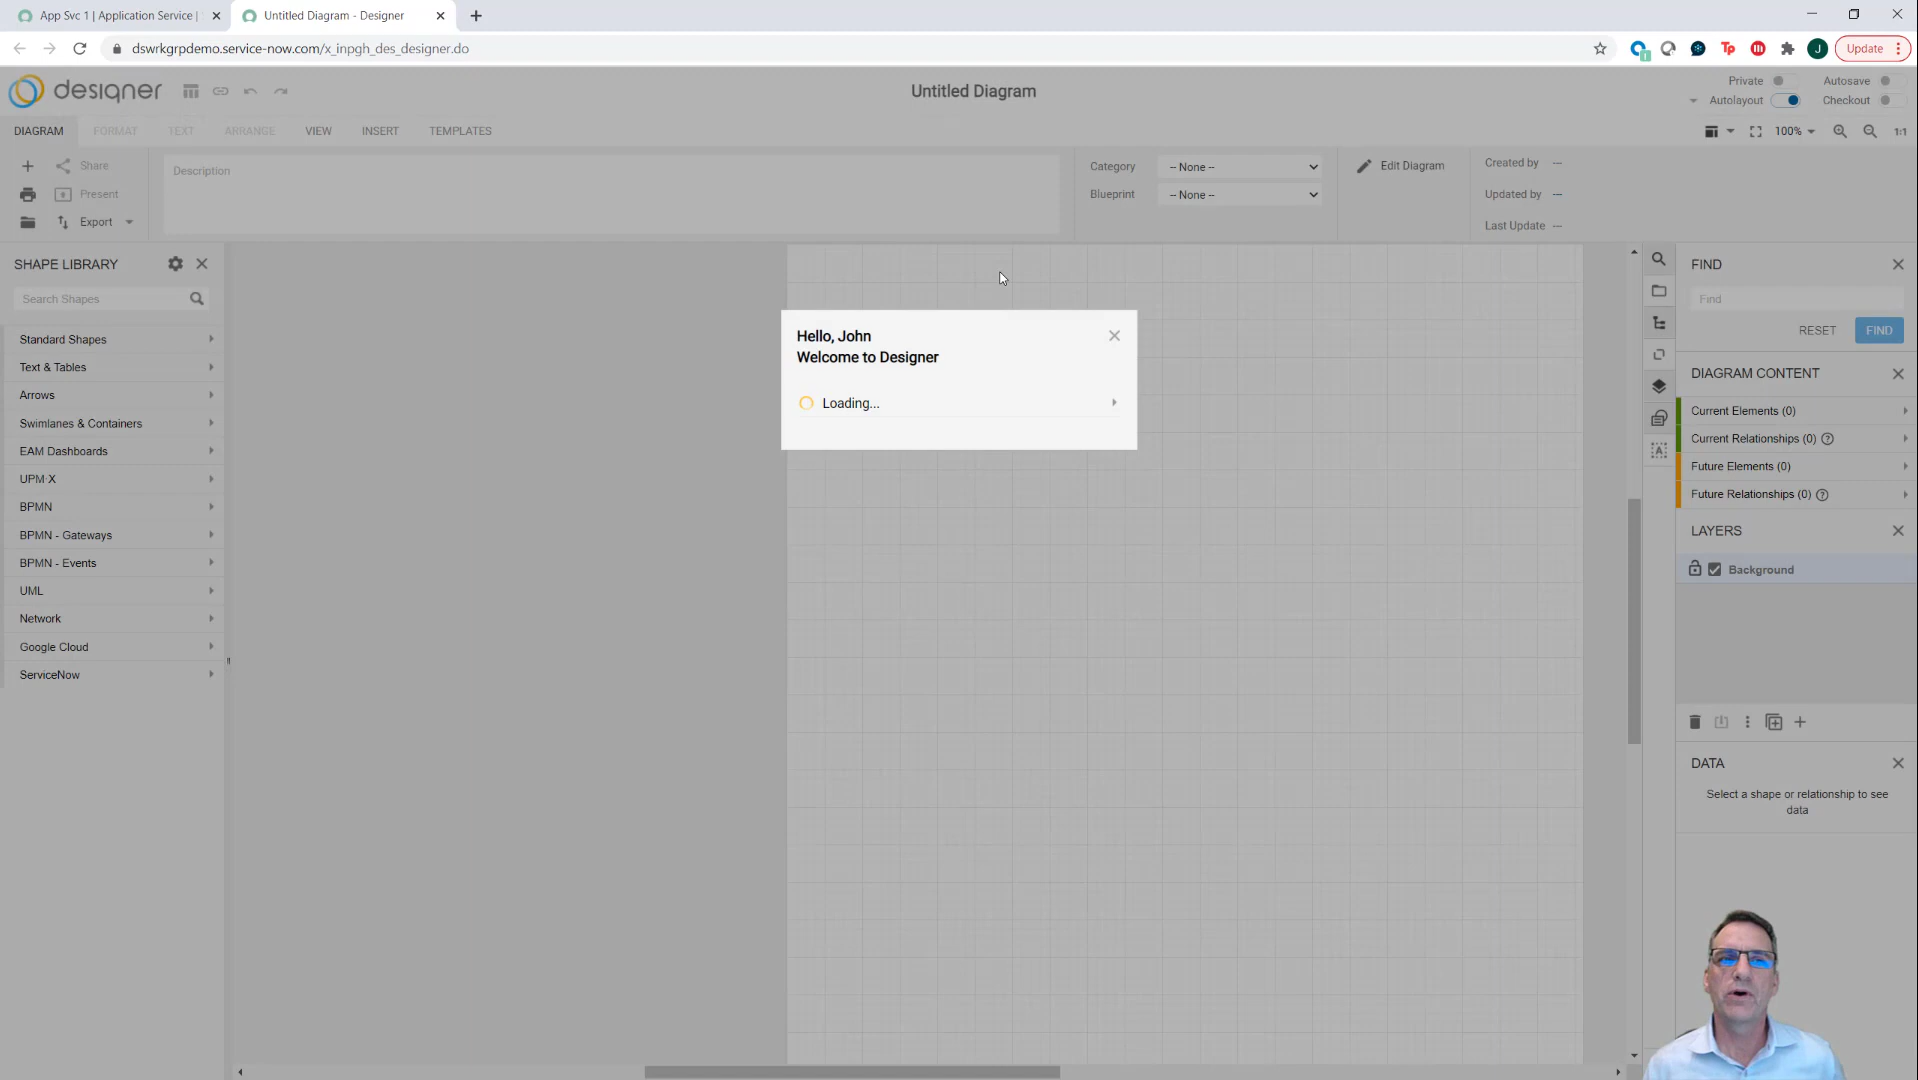 App Svc 1 | Application Service |
Untitled Diagram - Designer
dswrkgrpdemo.service-now.com/x_inpgh_des_designer.do
Tp
J
Update
designer
Untitled Diagram
Private
Autosave
Autolayout
Checkout
DIAGRAM
FORMAT
TEXT
ARRANGE
VIEW
INSERT
TEMPLATES
100%
1:1
Share
Present
Export
Description
Category
-- None --
Blueprint
-- None --
Edit Diagram
Created by ---
Updated by ---
Last Update ---
SHAPE LIBRARY
Search Shapes
Standard Shapes
Text & Tables
Arrows
Swimlanes & Containers
EAM Dashboards
UPM-X
BPMN
BPMN - Gateways
BPMN - Events
UML
Network
Google Cloud
ServiceNow
Hello, John
Welcome to Designer
Loading...
FIND
Find
RESET
FIND
DIAGRAM CONTENT
Current Elements (0)
Current Relationships (0)
Future Elements (0)
Future Relationships (0)
LAYERS
Background
DATA
Select a shape or relationship to see
data